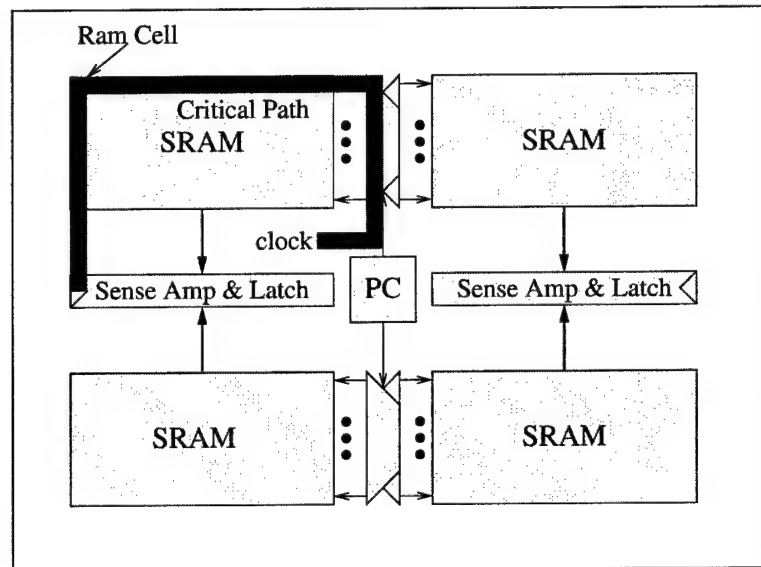 Ram Cell
Critical Path
SRAM
SRAM
clock
Sense Amp & Latch
PC
Sense Amp & Latch
SRAM
SRAM